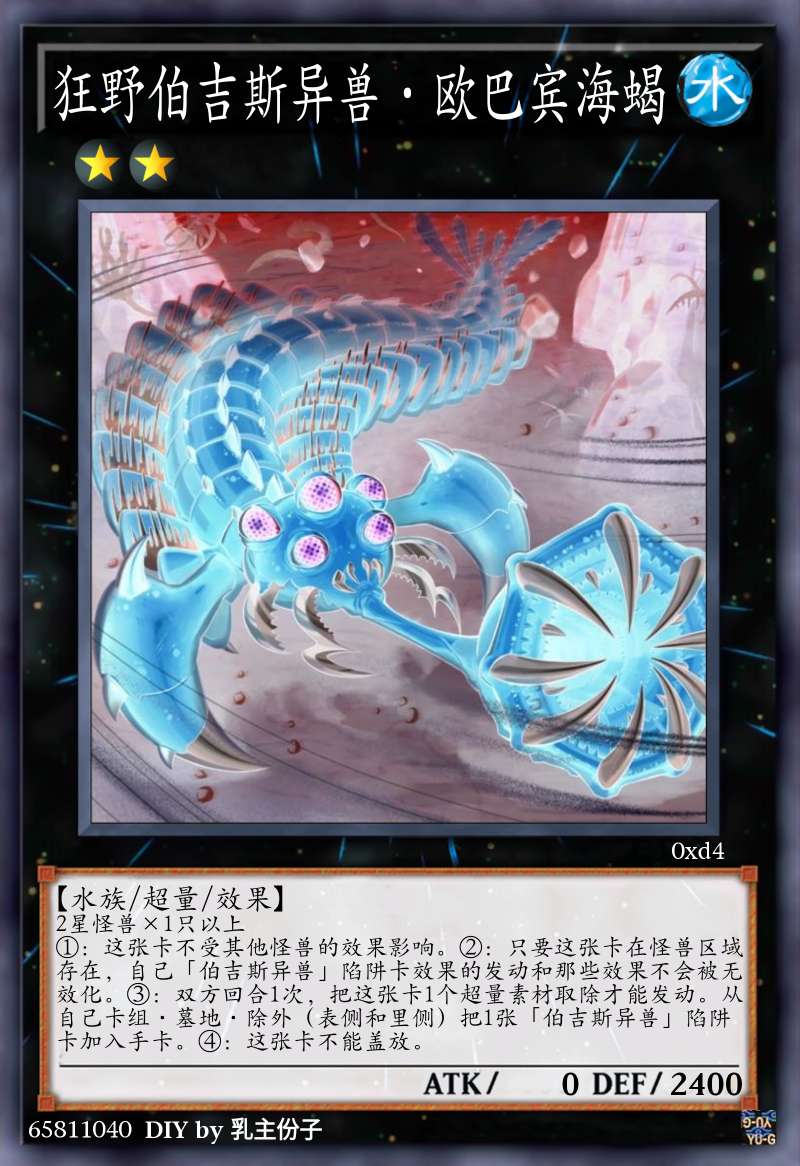 狂野伯吉斯异兽·欧巴宾海蝎
水
0xd4
【水族/超量/效果】
2星怪兽×1只以上
①：这张卡不受其他怪兽的效果影响。②：只要这张卡在怪兽区域
存在，自己「伯吉斯异兽」陷阱卡效果的发动和那些效果不会被无
效化。③：双方回合1次，把这张卡1个超量素材取除才能发动。从
自己卡组·墓地·除外（表侧和里侧）把1张「伯吉斯异兽」陷阱
卡加入手卡。④：这张卡不能盖放。
ATK/ 0 DEF/ 2400
65811040 DIY by 乳主份子
YU-G
YU-G